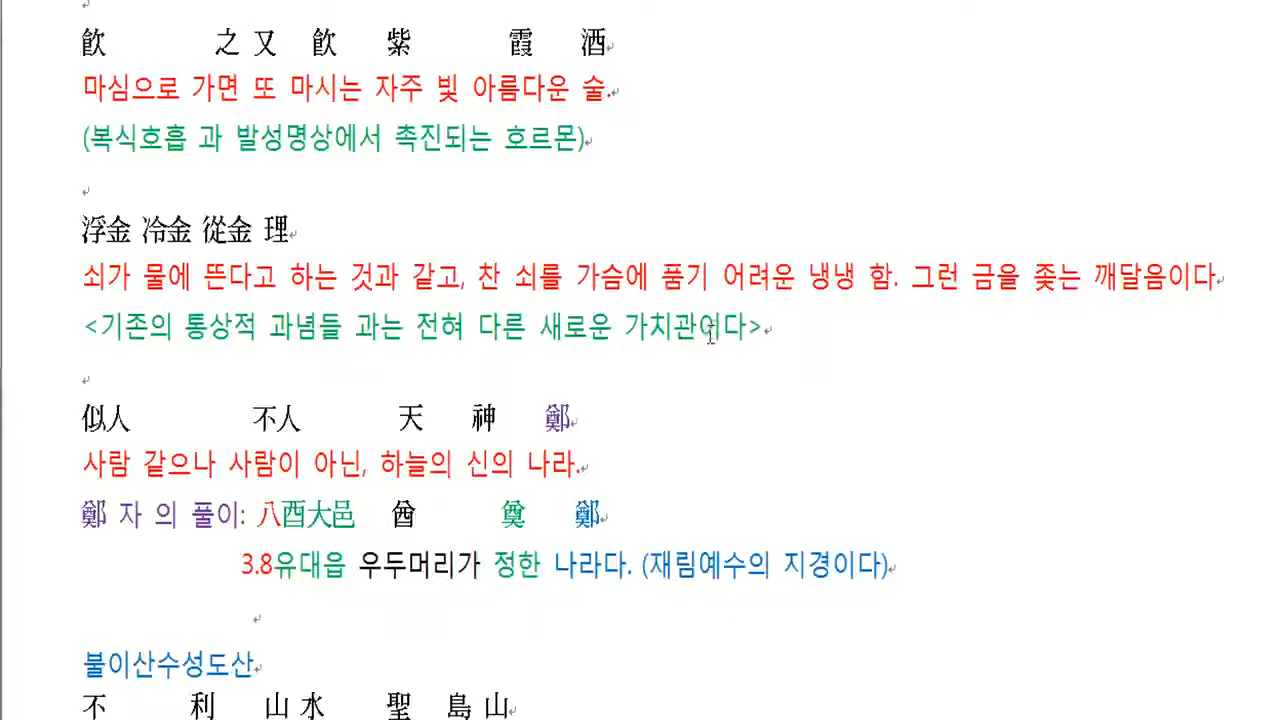 飮 之 又 飮 紫 霞 酒
마심으로 가면 또 마시는 자주 빛 아름다운 술.
(복식호흡 과 발성명상에서 촉진되는 호르몬)
浮金 冷金 從金 理
쇠가 물에 뜬다고 하는 것과 같고, 찬 쇠를 가슴에 품기 어려운 냉냉 함. 그런 금을 좇는 깨달음이다
<기존의 통상적 과념들 과는 전혀 다른 새로운 가치관이다>
似人 不人 天 神 鄭
사람 같으나 사람이 아닌, 하늘의 신의 나라.
鄭 자 의 풀이: 八酉大邑 酋 奠 鄭
3.8유대읍 우두머리가 정한 나라다. (재림예수의 지경이다)
불이산수성도산
不 利 山 水 聖 島 山